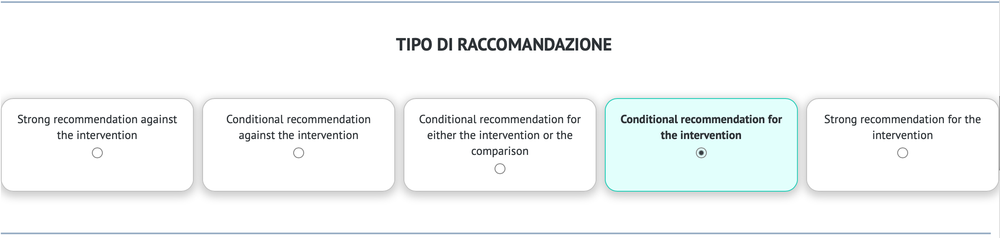 TIPO DI RACCOMANDAZIONE
Strong recommendation against
the intervention
Conditional recommendation
against the intervention
Conditional recommendation for
either the intervention or the
comparison
Conditional recommendation for
the intervention
Strong recommendation for the
intervention